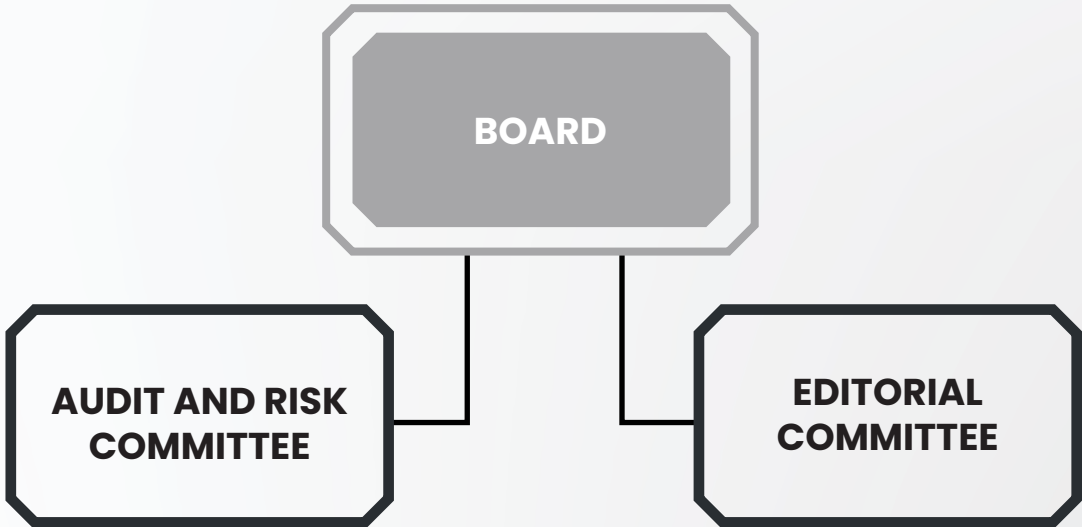 BOARD
AUDIT AND RISK
COMMITTEE
EDITORIAL
COMMITTEE